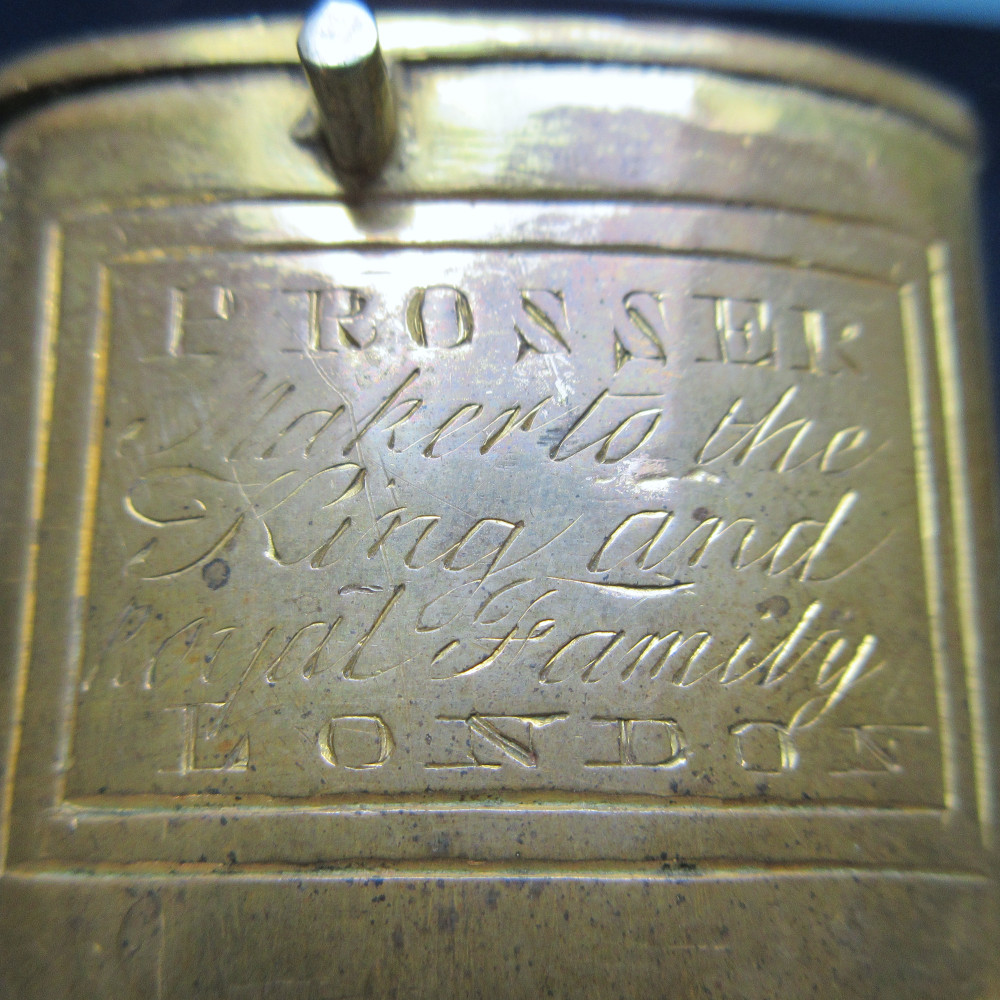 PROSSER
Maker to the
King and
Royal Family
LONDON